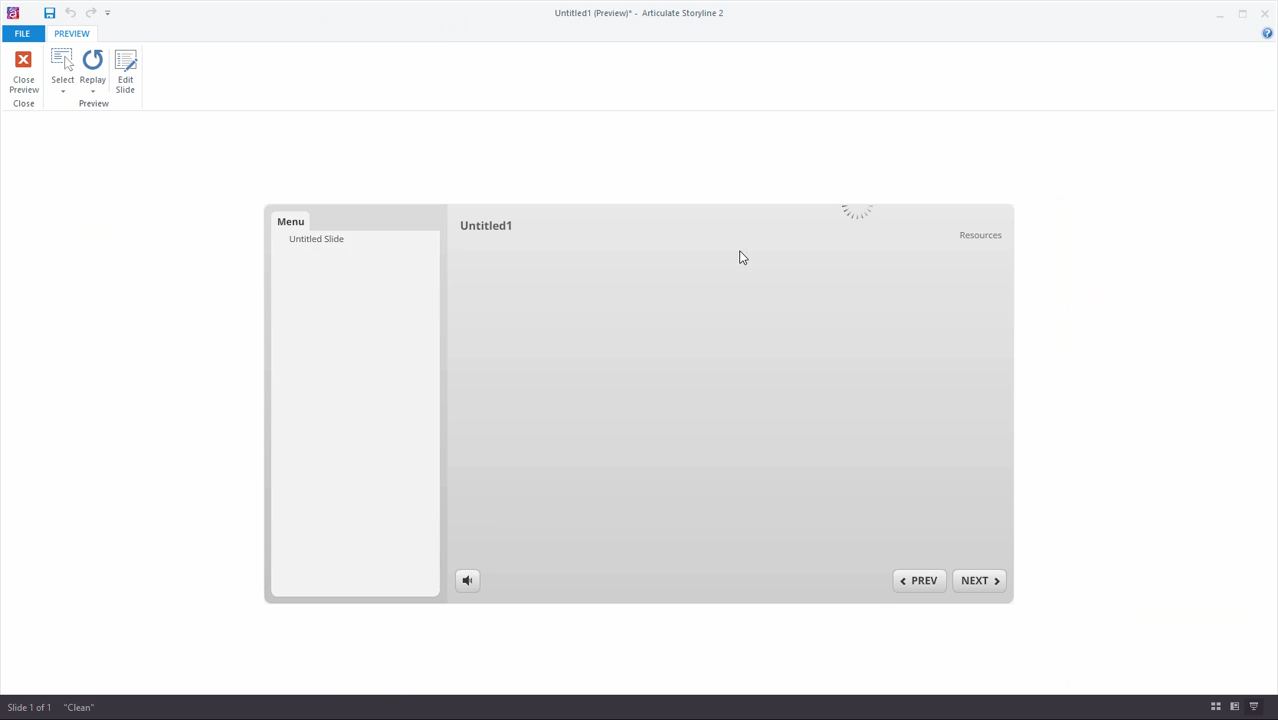 Untitled1 (Preview)* - Articulate Storyline 2
FILE
PREVIEW
Close Preview
Select
Replay
Edit Slide
Close
Preview
Menu
Untitled Slide
Untitled1
Resources
PREV
NEXT
Slide 1 of 1
"Clean"